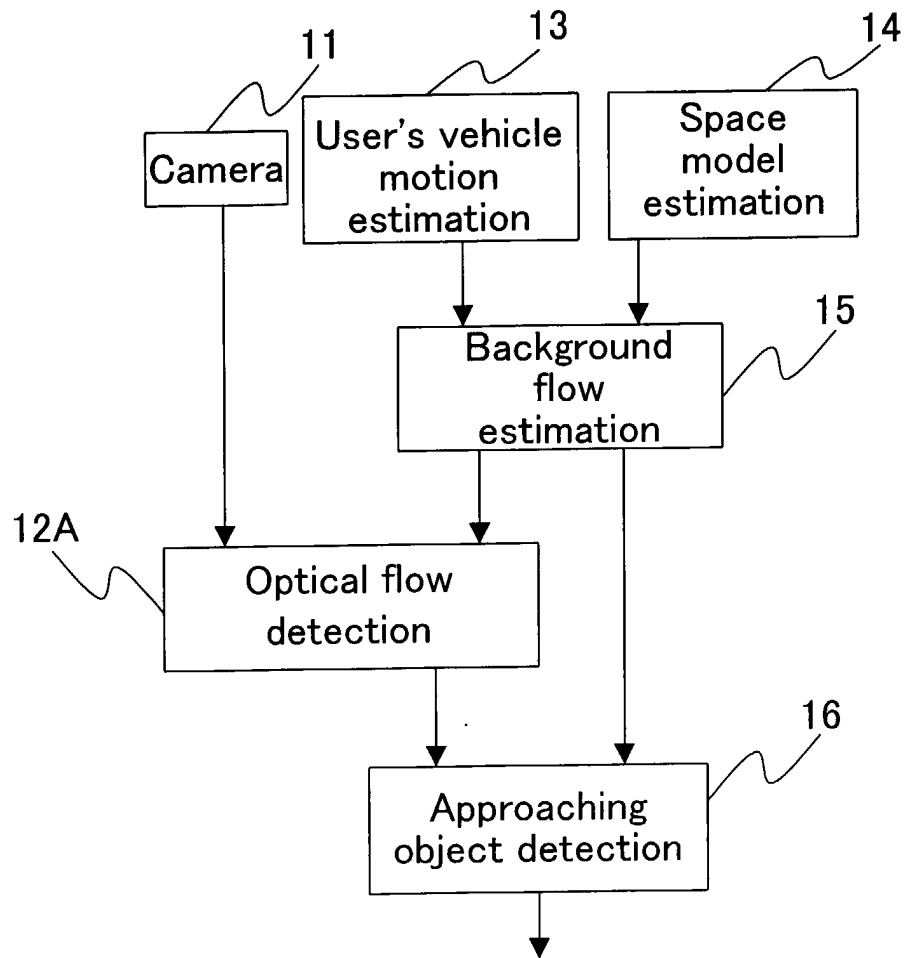 13
14
11
Camera
User's vehicle
motion
estimation
Space
model
estimation
15
Background
flow
estimation
12A
Optical flow
detection
16
Approaching
object detection